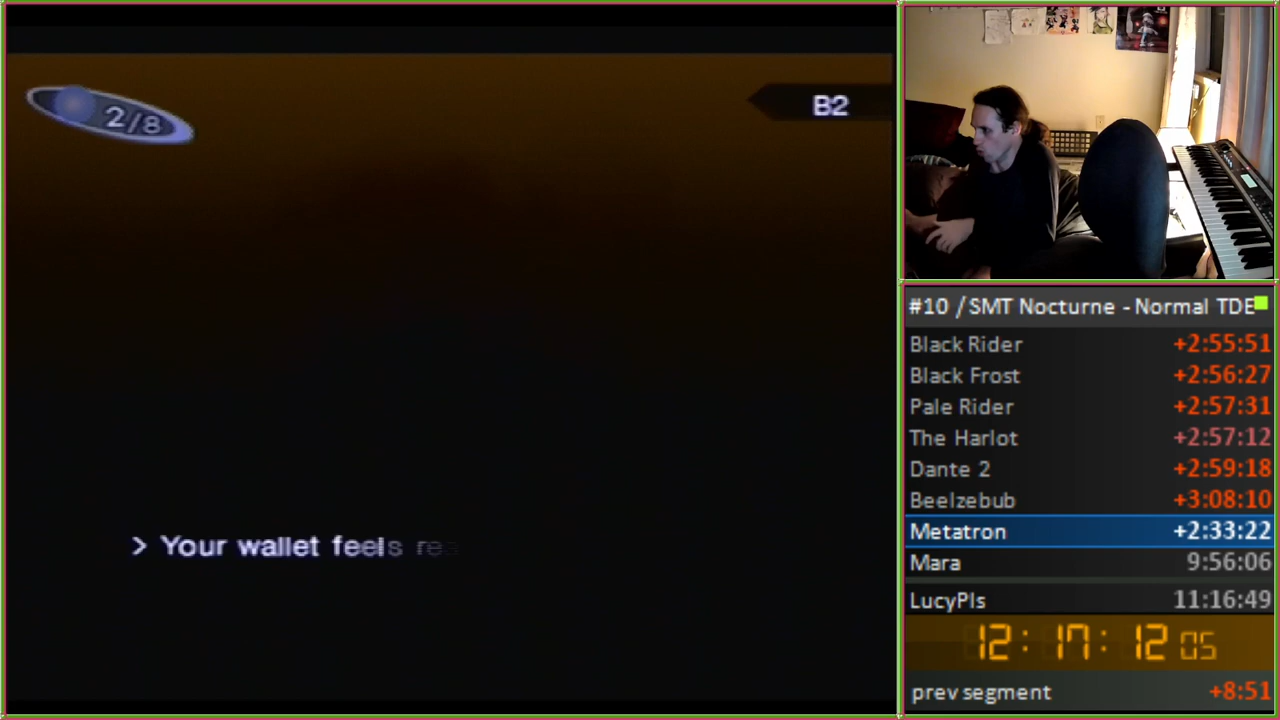 2/8
B2
> Your wallet feels
#10 / SMT Nocturne - Normal TDE
Black Rider +2:55:51
Black Frost +2:56:27
Pale Rider +2:57:31
The Harlot +2:57:12
Dante 2 +2:59:18
Beelzebub +3:08:10
Metatron +2:33:22
Mara 9:56:06
LucyPls 11:16:49
12:17:12 05
prev segment +8:51